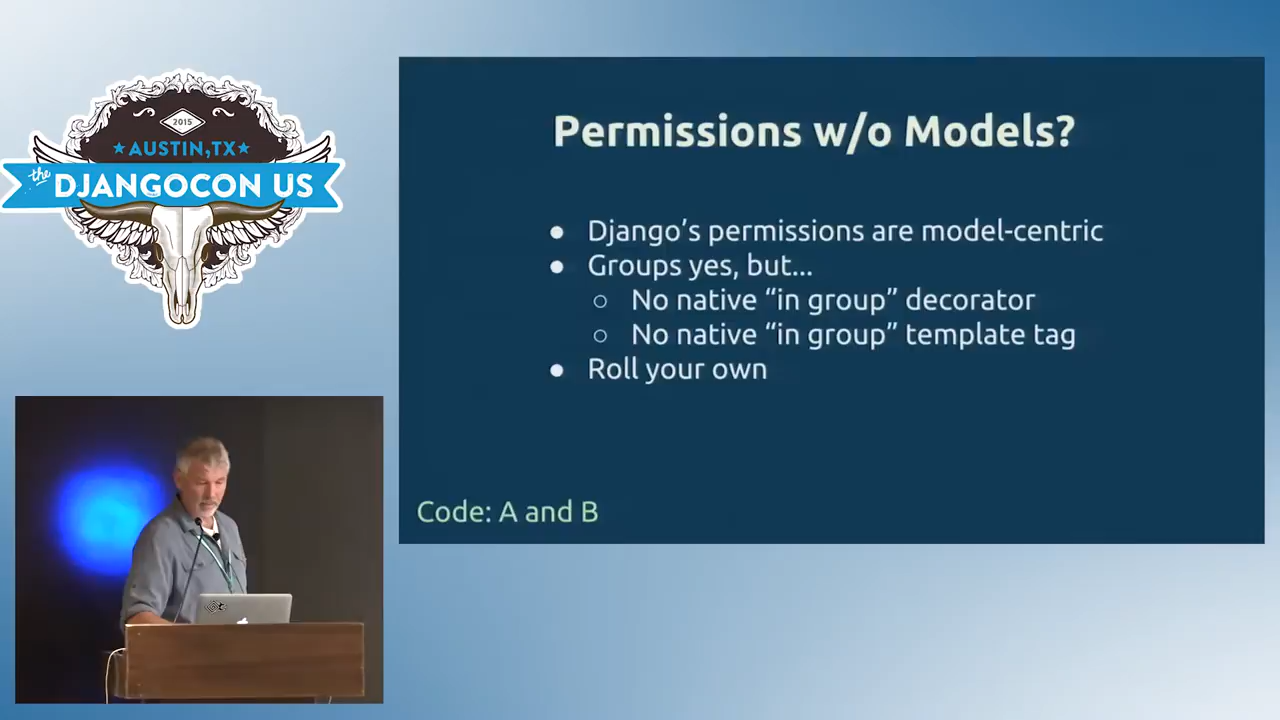 2015
★AUSTIN,TX★
the
DJANGOCON US
Permissions w/o Models?
● Django’s permissions are model-centric
● Groups yes, but...
○ No native “in group” decorator
○ No native “in group” template tag
● Roll your own
Code: A and B